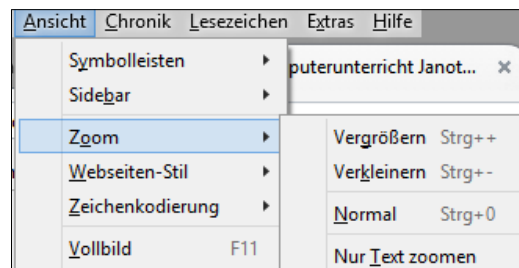 Ansicht Chronik Lesezeichen Extras Hilfe
Symbolleisten
puterunterricht Janot... ×
Sidebar
Zoom
Vergrößern Strg++
Webseiten-Stil
Verkleinern Strg+-
Zeichenkodierung
Normal Strg+0
Vollbild F11
Nur Text zoomen